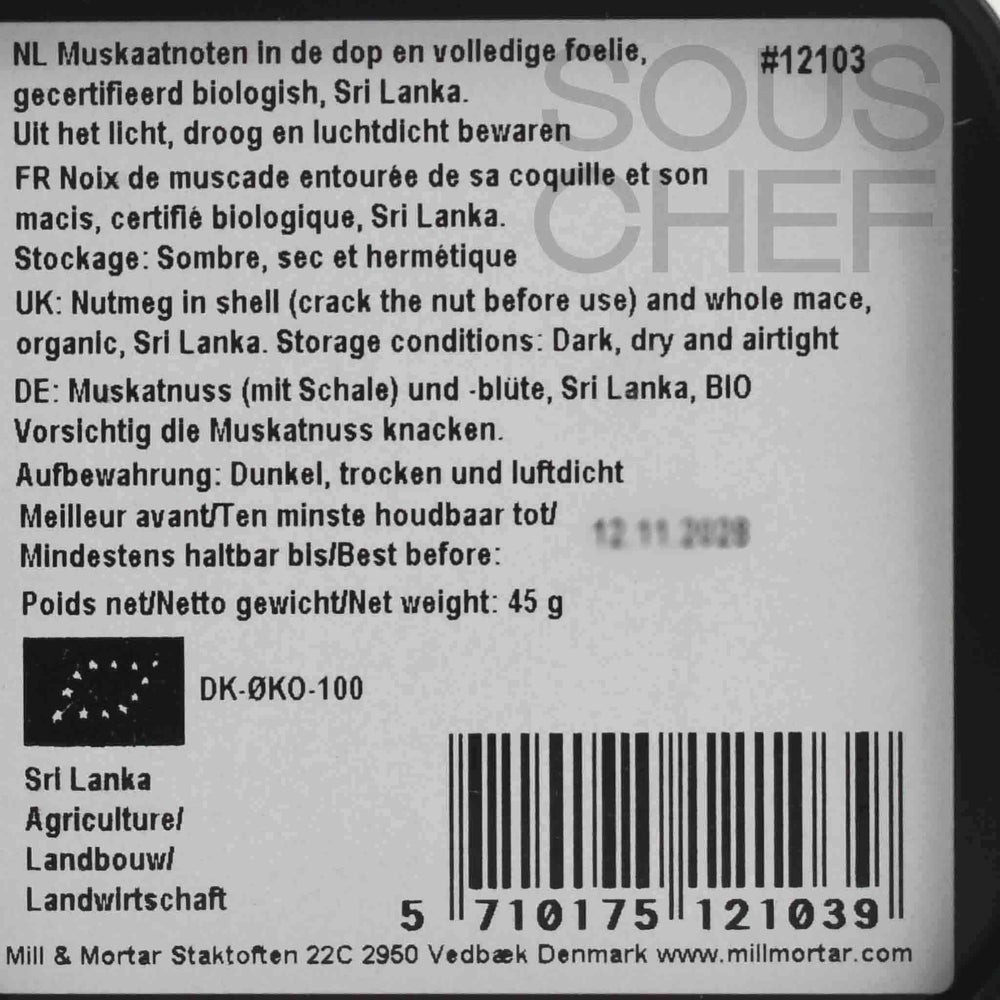 NL Muskaatnoten in de dop en volledige foelie,
#12103
gecertifieerd biologish, Sri Lanka.
Uit het licht, droog en luchtdicht bewaren
SOUS
CHEF
FR Noix de muscade entourée de sa coquille et son
macis, certifié biologique, Sri Lanka.
Stockage: Sombre, sec et hermétique
UK: Nutmeg in shell (crack the nut before use) and whole mace,
organic, Sri Lanka. Storage conditions: Dark, dry and airtight
DE: Muskatnuss (mit Schale) und -blüte, Sri Lanka, BIO
Vorsichtig die Muskatnuss knacken.
Aufbewahrung: Dunkel, trocken und luftdicht
Meilleur avant/Ten minste houdbaar tot/
Mindestens haltbar bis/Best before:
Poids net/Netto gewicht/Net weight: 45 g
DK-ØKO-100
Sri Lanka
Agriculture/
Landbouw/
Landwirtschaft
5 710175 121039
Mill & Mortar Staktoften 22C 2950 Vedbæk Denmark www.millmortar.com